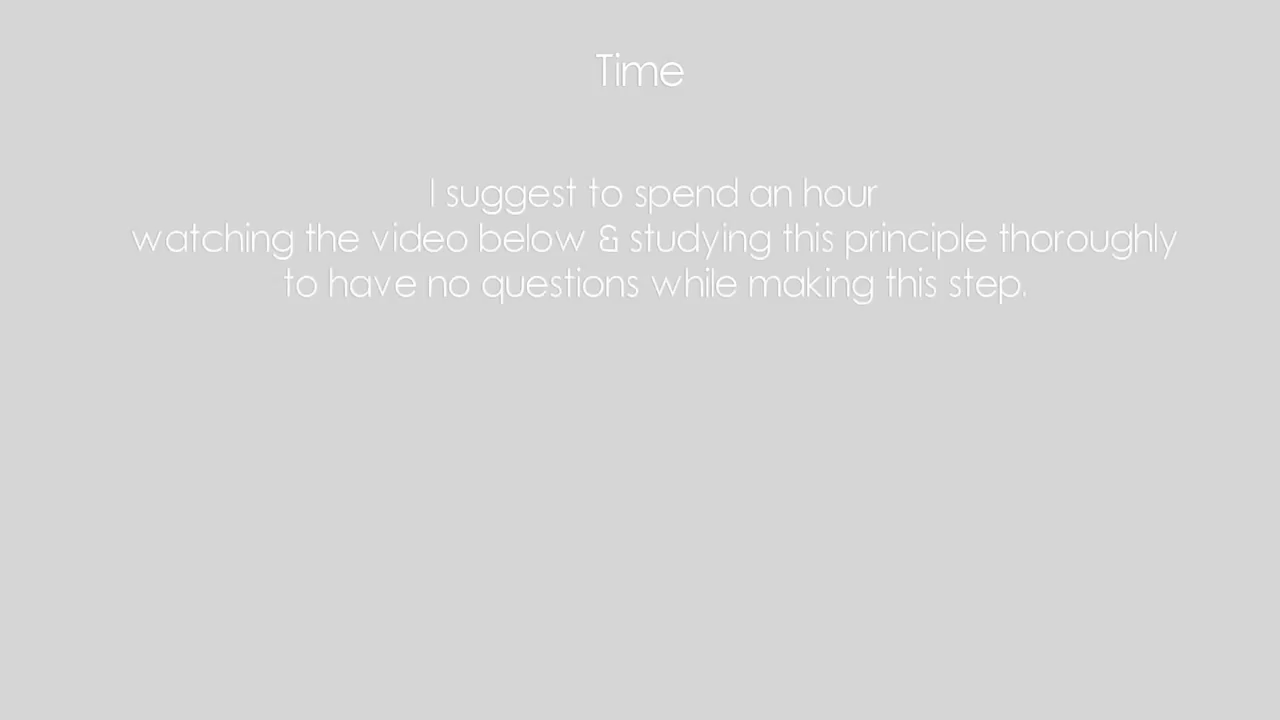 Time
I suggest to spend an hour
watching the video below & studying this principle thoroughly
to have no questions while making this step.